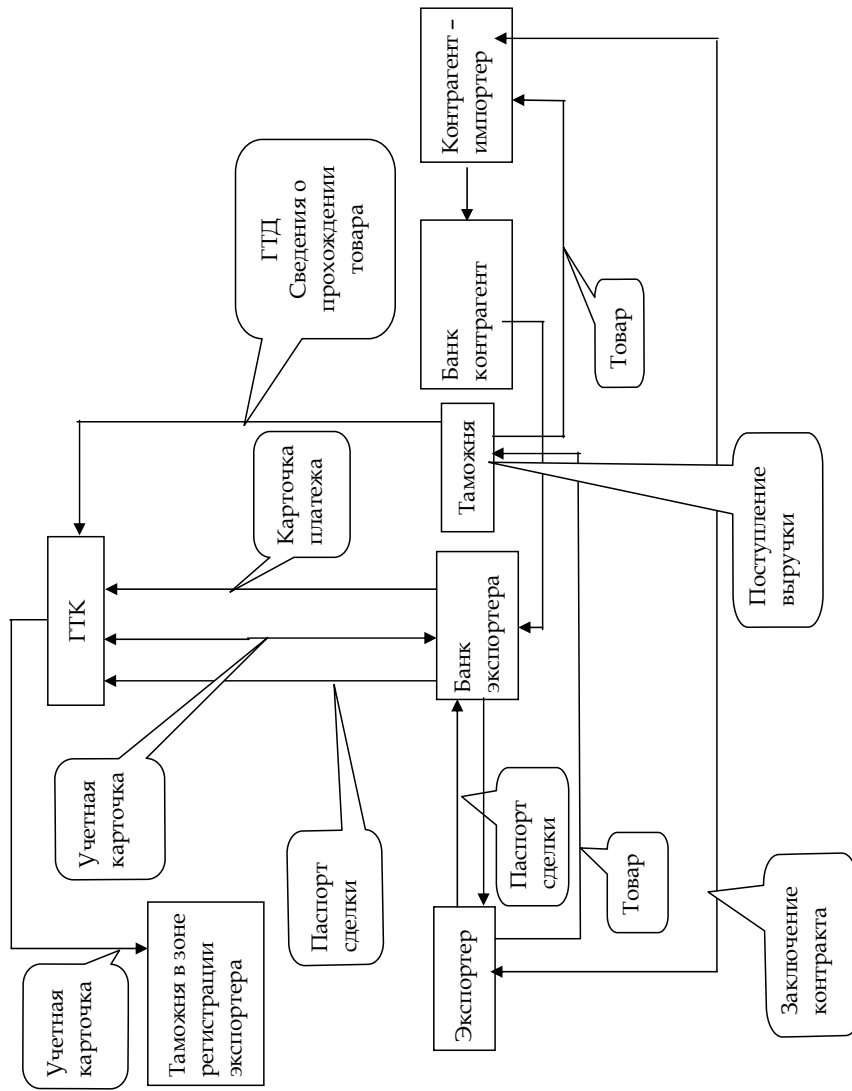 Учетная
карточка
Таможня в зоне
регистрации
экспортера
Учетная
карточка
Паспорт
сделки
ГТК
Карточка
платежа
ГТД
Сведения о
прохождении
товара
Экспортер
Паспорт
сделки
Банк
экспортера
Таможня
Банк
контрагент
Контрагент -
импортер
Товар
Товар
Поступление
выручки
Заключение
контракта